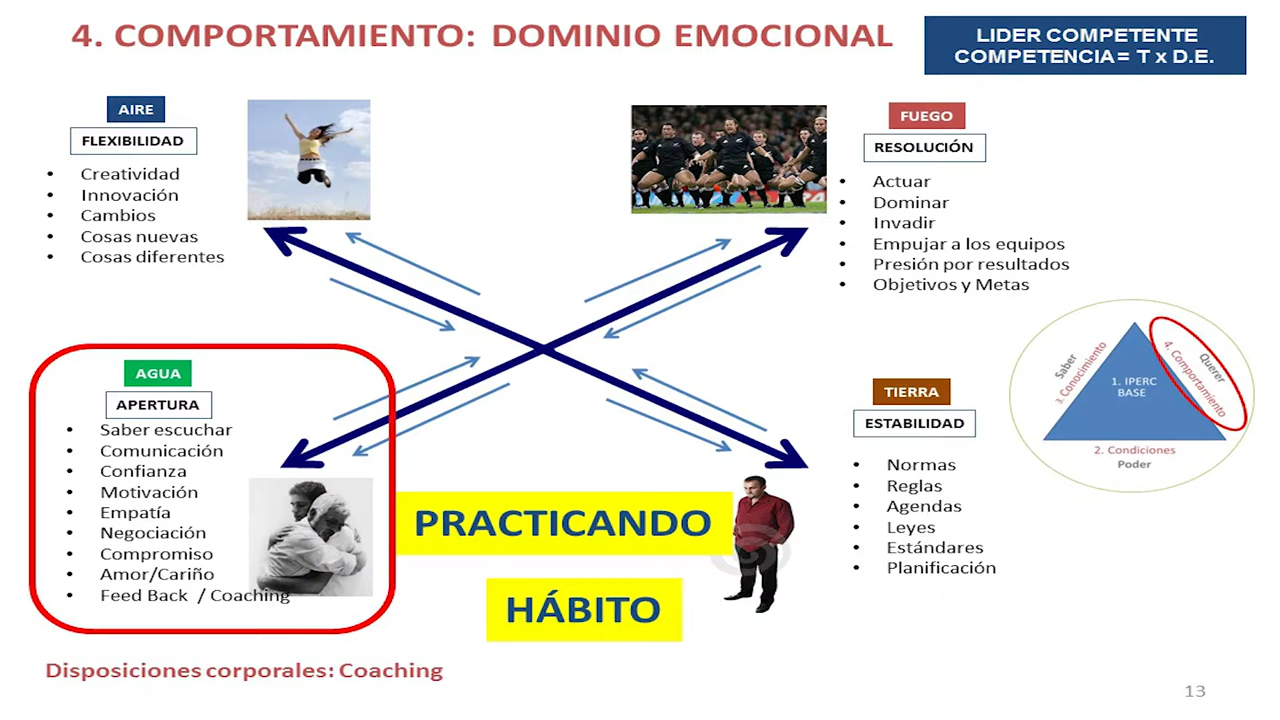 4. COMPORTAMIENTO: DOMINIO EMOCIONAL
LIDER COMPETENTE
COMPETENCIA= T x D.E.
AIRE
FLEXIBILIDAD
• Creatividad
• Innovación
• Cambios
• Cosas nuevas
• Cosas diferentes
FUEGO
RESOLUCIÓN
• Actuar
• Dominar
• Invadir
• Empujar a los equipos
• Presión por resultados
• Objetivos y Metas
AGUA
APERTURA
• Saber escuchar
• Comunicación
• Confianza
• Motivación
• Empatía
• Negociación
• Compromiso
• Amor/Cariño
• Feed Back / Coaching
TIERRA
ESTABILIDAD
• Normas
• Reglas
• Agendas
• Leyes
• Estándares
• Planificación
Saber
3. Conocimiento
1. IPERC
BASE
Querer
4. Comportamiento
2. Condiciones
Poder
PRACTICANDO
HÁBITO
Disposiciones corporales: Coaching
13